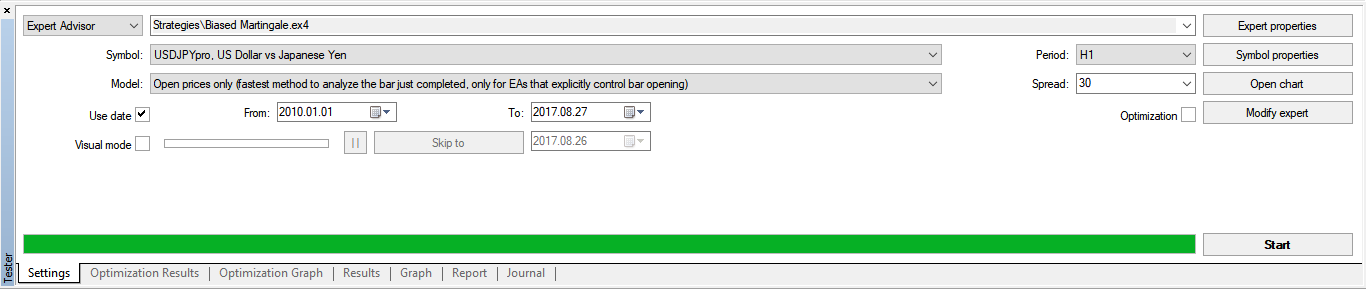 Expert Advisor Strategies\Biased Martingale.ex4 Expert properties
Symbol: USDJPYpro, US Dollar vs Japanese Yen Period: H1 Symbol properties
Model: Open prices only (fastest method to analyze the bar just completed, only for EAs that explicitly control bar opening) Spread: 30 Open chart
Use date From: 2010.01.01 To: 2017.08.27 Optimization Modify expert
Visual mode Skip to 2017.08.26
Start
Tester
Settings Optimization Results Optimization Graph Results Graph Report Journal